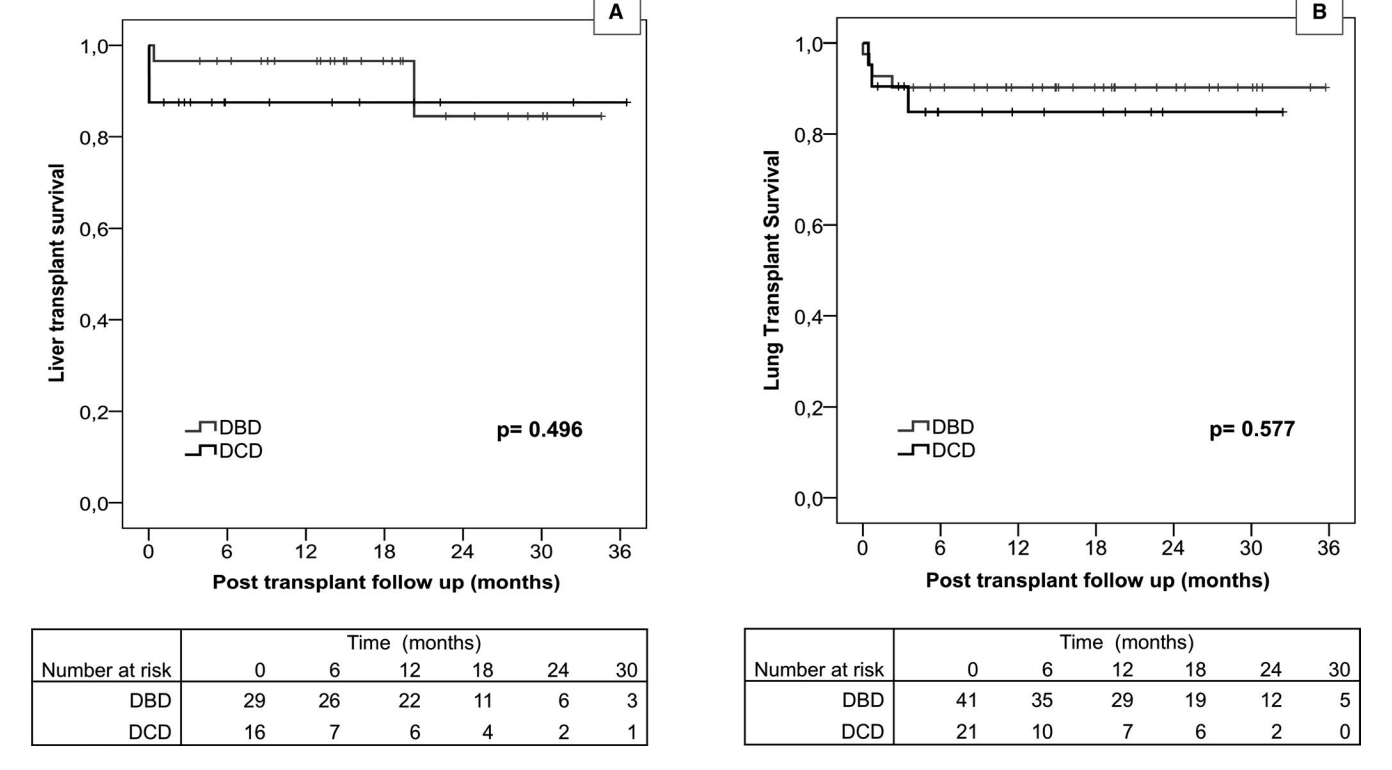 A
Liver transplant survival
1,0
0,8
0,6
0,4
0,2
0,0
DBD
DCD
p= 0.496
0 6 12 18 24 30 36
Post transplant follow up (months)
Time (months)
Number at risk 0 6 12 18 24 30
DBD 29 26 22 11 6 3
DCD 16 7 6 4 2 1
B
Lung Transplant Survival
1,0
0,8
0,6
0,4
0,2
0,0
DBD
DCD
p= 0.577
0 6 12 18 24 30 36
Post transplant follow up (months)
Time (months)
Number at risk 0 6 12 18 24 30
DBD 41 35 29 19 12 5
DCD 21 10 7 6 2 0